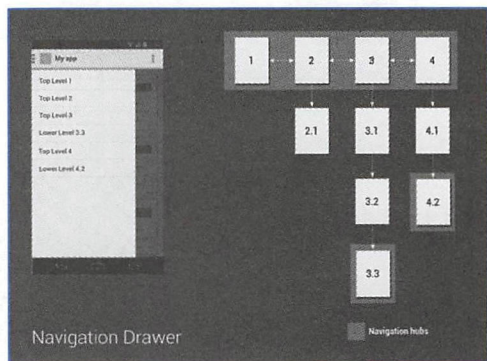 My app
Top Level 1
Top Level 2
Top Level 3
Lower Level 3.3
Top Level 4
Lower Level 4.2
1 2 3 4
2.1 3.1 4.1
3.2 4.2
3.3
Navigation Drawer
Navigation hubs